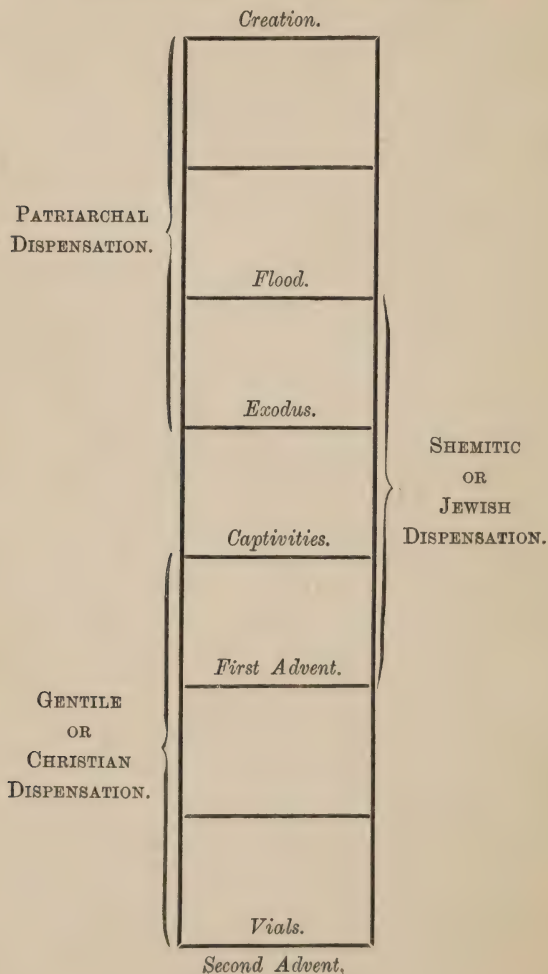 Creation.
PATRIARCHAL
DISPENSATION.
Flood.
Exodus.
SHEMITIC
OR
JEWISH
DISPENSATION.
Captivities.
First Advent.
GENTILE
OR
CHRISTIAN
DISPENSATION.
Vials.
Second Advent,